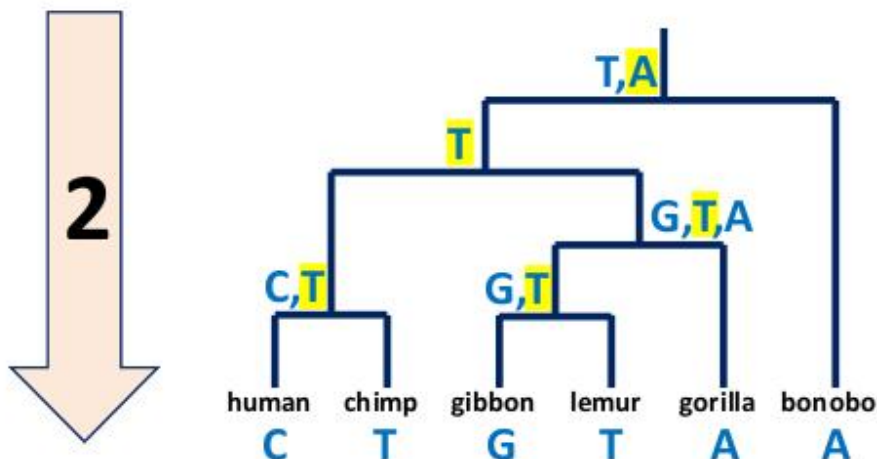 2
T,A
T
G,T,A
C,T
G,T
human chimp gibbon lemur gorilla bonobo
C T G T A A